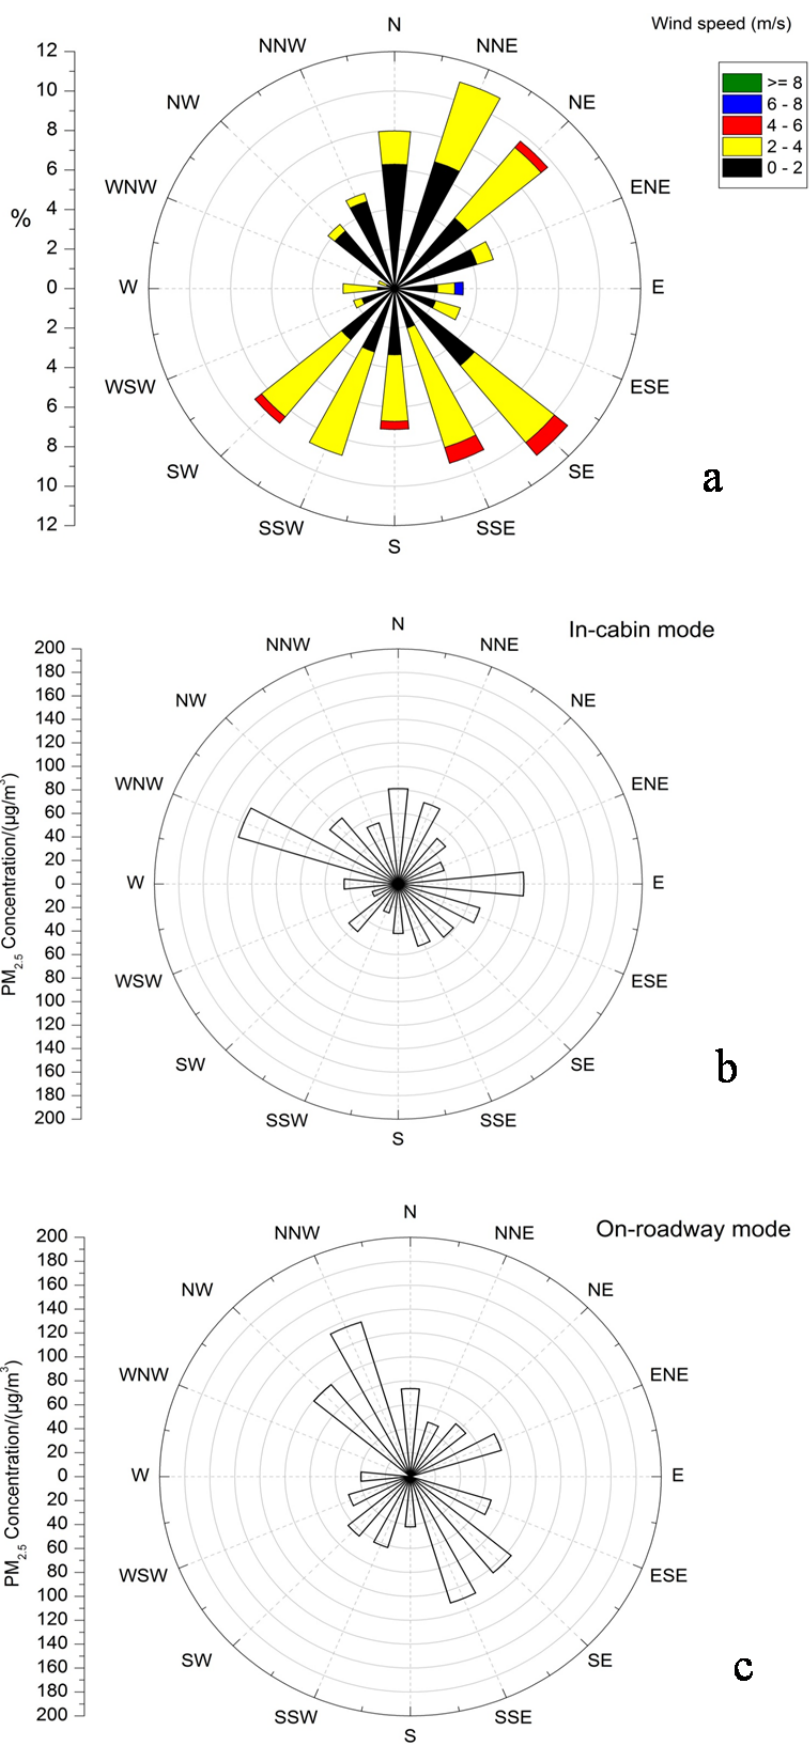 Wind speed (m/s)
>= 8
6 - 8
4 - 6
2 - 4
0 - 2
N
NNE
NE
ENE
E
ESE
SE
SSE
S
SSW
SW
WSW
W
WNW
NW
NNW
12
10
8
6
4
2
0
2
4
6
8
10
12
%
a
In-cabin mode
N
NNE
NE
ENE
E
ESE
SE
SSE
S
SSW
SW
WSW
W
WNW
NW
NNW
200
180
160
140
120
100
80
60
40
20
0
20
40
60
80
100
120
140
160
180
200
PM2.5 Concentration/(μg/m3)
b
On-roadway mode
N
NNE
NE
ENE
E
ESE
SE
SSE
S
SSW
SW
WSW
W
WNW
NW
NNW
200
180
160
140
120
100
80
60
40
20
0
20
40
60
80
100
120
140
160
180
200
PM2.5 Concentration/(μg/m3)
c